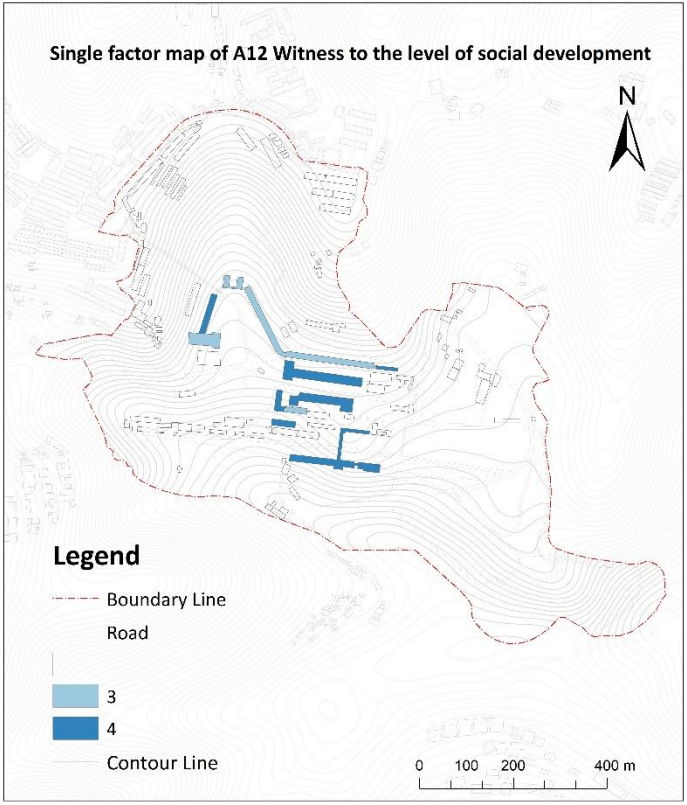 Single factor map of A12 Witness to the level of social development
N
Legend
Boundary Line
Road
3
4
Contour Line
0 100 200 400 m